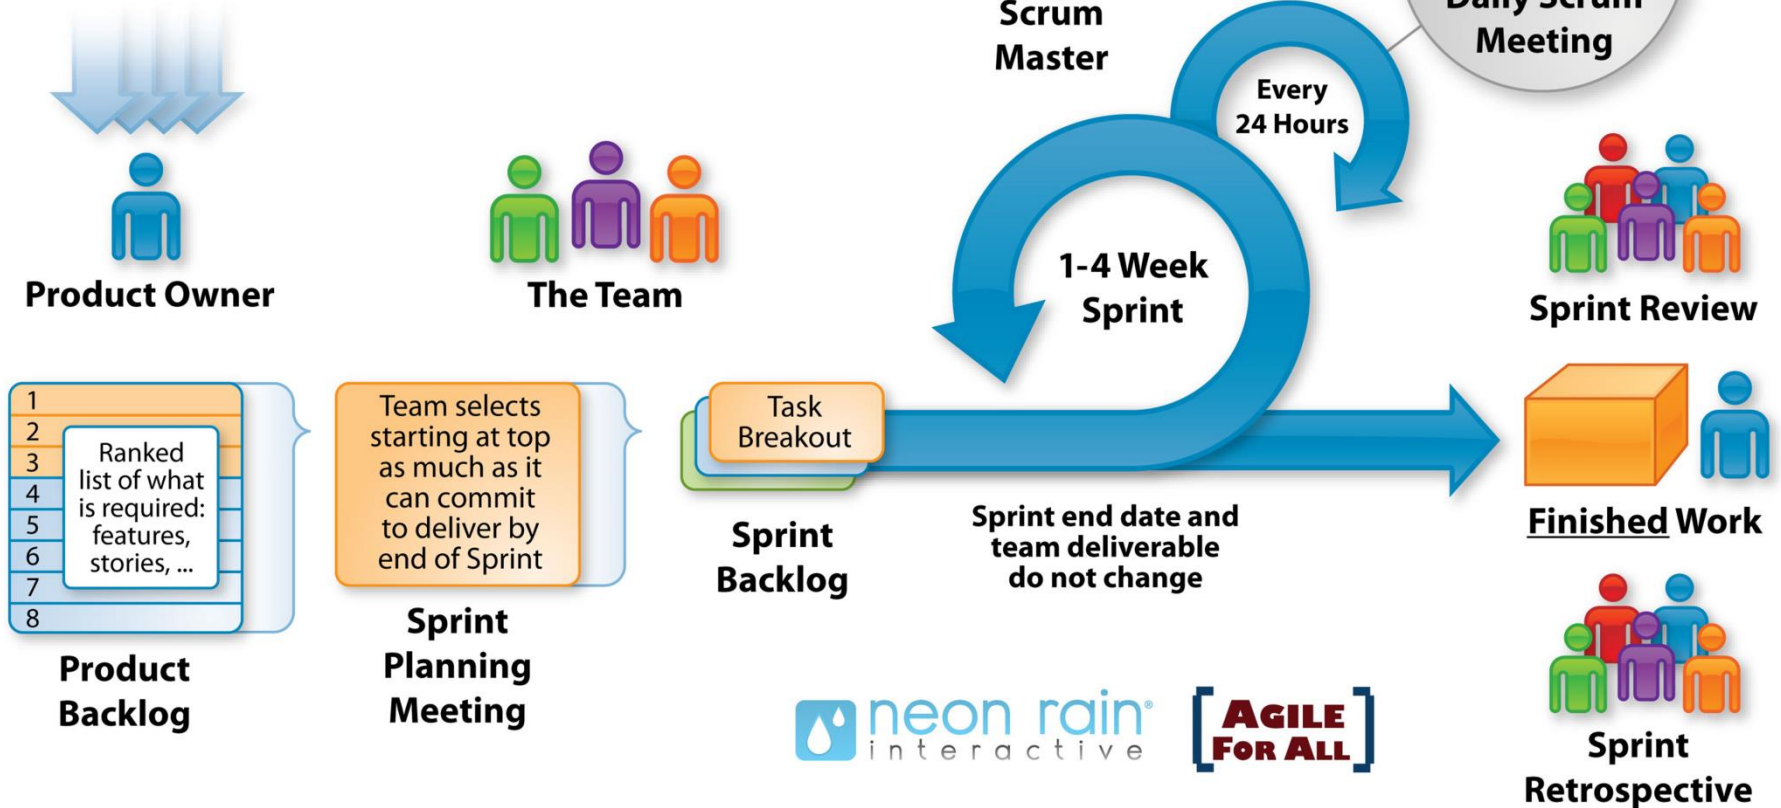 Scrum
Master
Daily Scrum
Meeting
Every
24 Hours
Product Owner
The Team
1-4 Week
Sprint
Sprint Review
1
2
3
4
5
6
7
8
Ranked
list of what
is required:
features,
stories, ...
Product
Backlog
Team selects
starting at top
as much as it
can commit
to deliver by
end of Sprint
Sprint
Planning
Meeting
Task
Breakout
Sprint
Backlog
Sprint end date and
team deliverable
do not change
Finished Work
neon rain®
interactive
[AGILE
FOR ALL]
Sprint
Retrospective